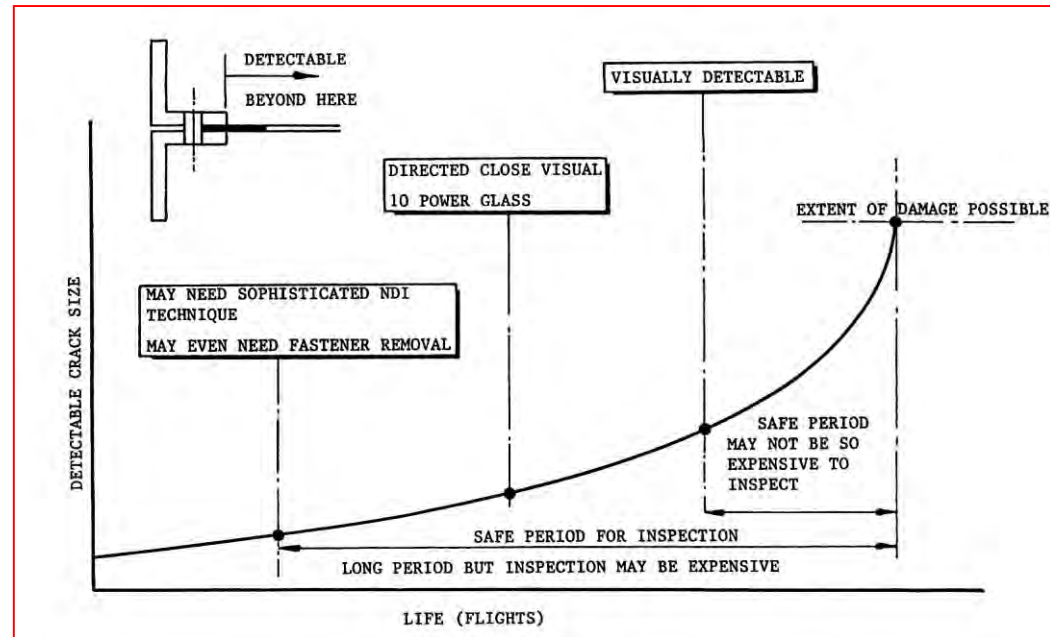 DETECTABLE
BEYOND HERE
VISUALLY DETECTABLE
DIRECTED CLOSE VISUAL
10 POWER GLASS
EXTENT OF DAMAGE POSSIBLE
MAY NEED SOPHISTICATED NDI
TECHNIQUE
MAY EVEN NEED FASTENER REMOVAL
DETECTABLE CRACK SIZE
SAFE PERIOD
MAY NOT BE SO
EXPENSIVE TO
INSPECT
SAFE PERIOD FOR INSPECTION
LONG PERIOD BUT INSPECTION MAY BE EXPENSIVE
LIFE (FLIGHTS)